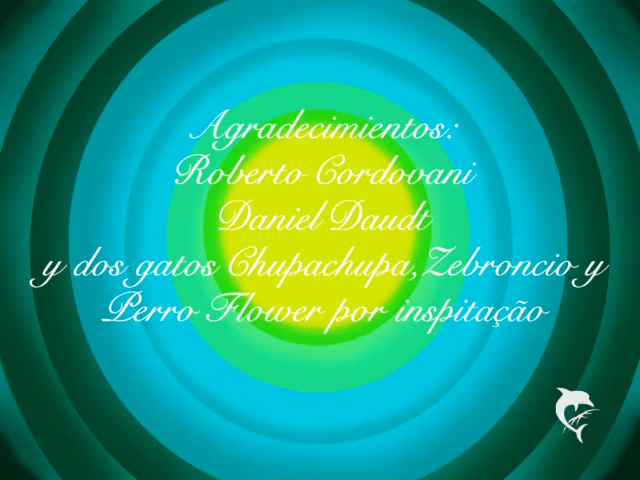 Agradecimientos:
Roberto Cordovani
Daniel Daudt
y dos gatos Chupachupa, Zebroncio y
Perro Flower por inspitação